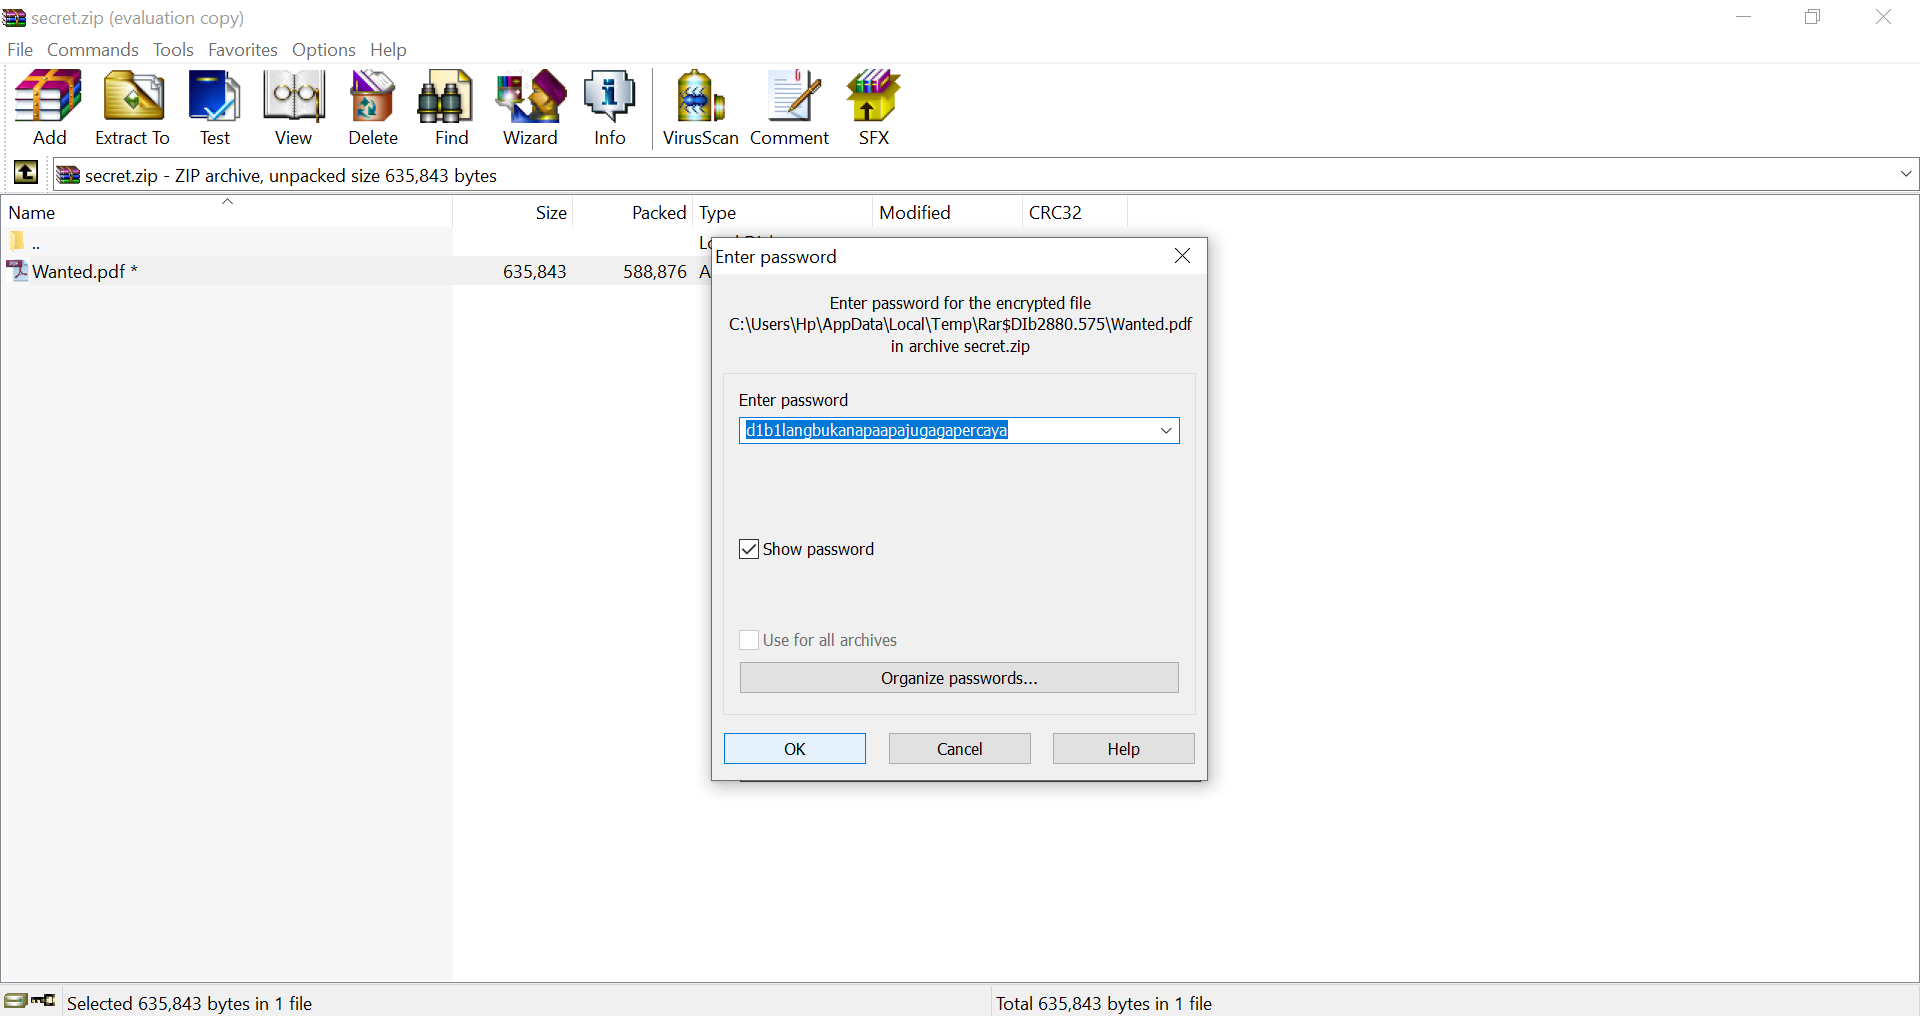 secret.zip (evaluation copy)
File Commands Tools Favorites Options Help
Add Extract To Test View Delete Find Wizard Info VirusScan Comment SFX
secret.zip - ZIP archive, unpacked size 635,843 bytes
Name Size Packed Type Modified CRC32
..
Wanted.pdf * 635,843 588,876 A
Enter password
Enter password for the encrypted file
C:\Users\Hp\AppData\Local\Temp\Rar$DIb2880.575\Wanted.pdf
in archive secret.zip
Enter password
d1b1langbukanapaapajugagapercaya
Show password
Use for all archives
Organize passwords...
OK Cancel Help
Selected 635,843 bytes in 1 file Total 635,843 bytes in 1 file